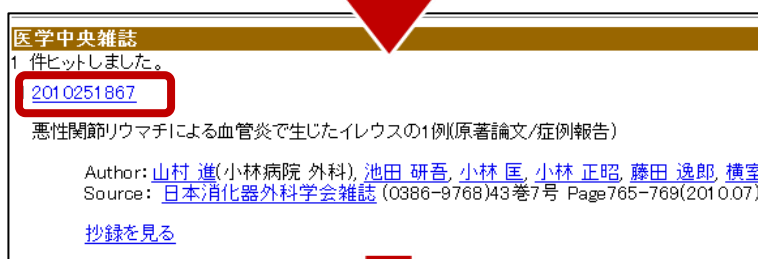 医学中央雑誌
1 件ヒットしました。
2010251867
悪性関節リウマチによる血管炎で生じたイレウスの1例(原著論文/症例報告)
Author: 山村 進(小林病院 外科), 池田 研吾, 小林 匡, 小林 正昭, 藤田 逸郎, 横室
Source: 日本消化器外科学会雑誌 (0386-9768)43巻7号 Page765-769(2010.07)
抄録を見る